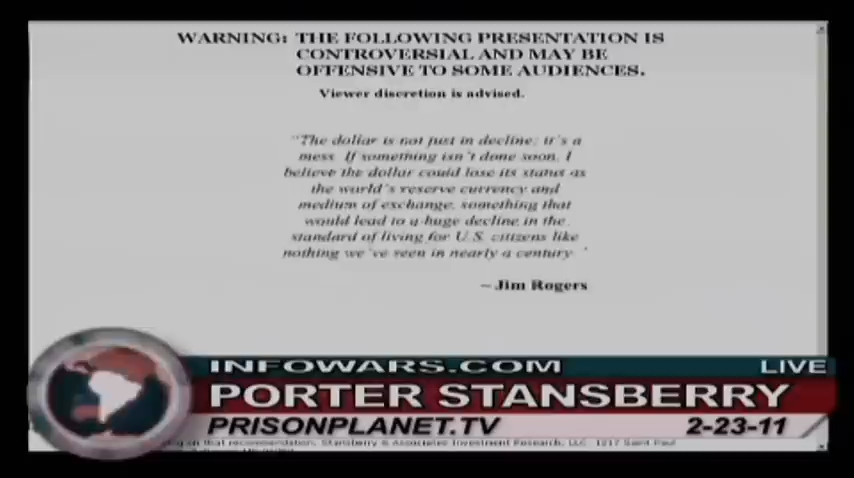 WARNING: THE FOLLOWING PRESENTATION IS
CONTROVERSIAL AND MAY BE
OFFENSIVE TO SOME AUDIENCES.
Viewer discretion is advised.
"The dollar is not just in decline; it's a
mess. If something isn't done soon, I
believe the dollar could lose its status as
the world's reserve currency and
medium of exchange, something that
would lead to a huge decline in the
standard of living for U.S. citizens like
nothing we've seen in nearly a century."
– Jim Rogers
INFOWARS.COM LIVE
PORTER STANSBERRY
PRISONPLANET.TV 2-23-11
on that recommendation. Stansberry & Associates Investment Research, LLC. 1217 Saint Paul